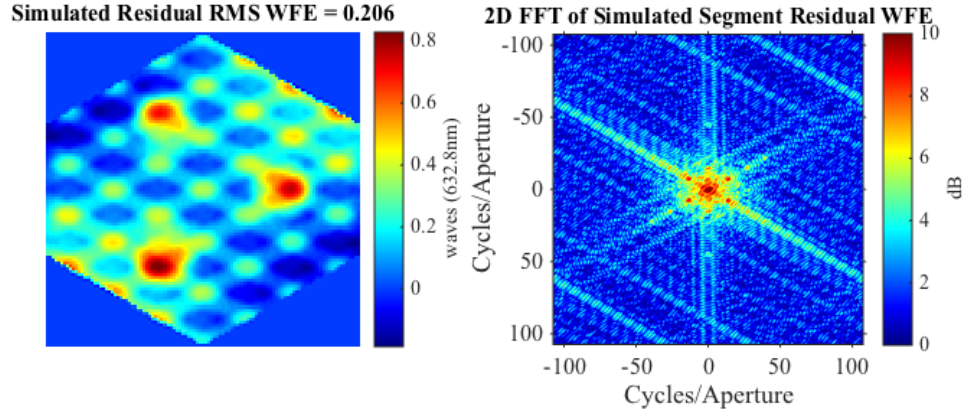 Simulated Residual RMS WFE = 0.206
0.8
0.6
0.4
0.2
0
waves (632.8nm)
2D FFT of Simulated Segment Residual WFE
-100
-50
0
50
100
Cycles/Aperture
-100 -50 0 50 100
Cycles/Aperture
10
8
6
4
2
0
dB